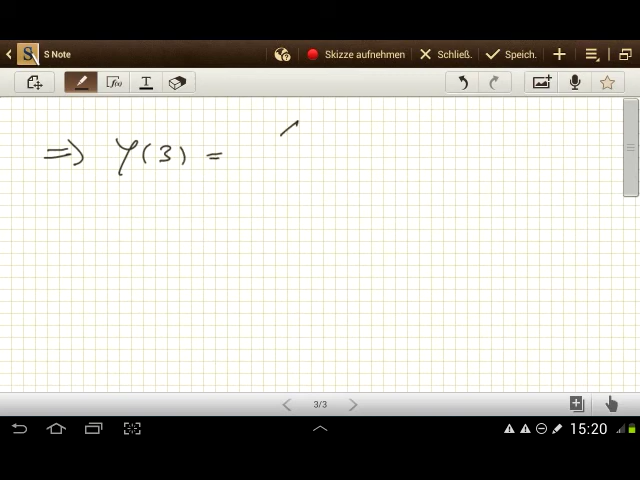 S Note Skizze aufnehmen Schließ. Speich.
f(x) T
⇒ Y(3) =
3/3
15:20